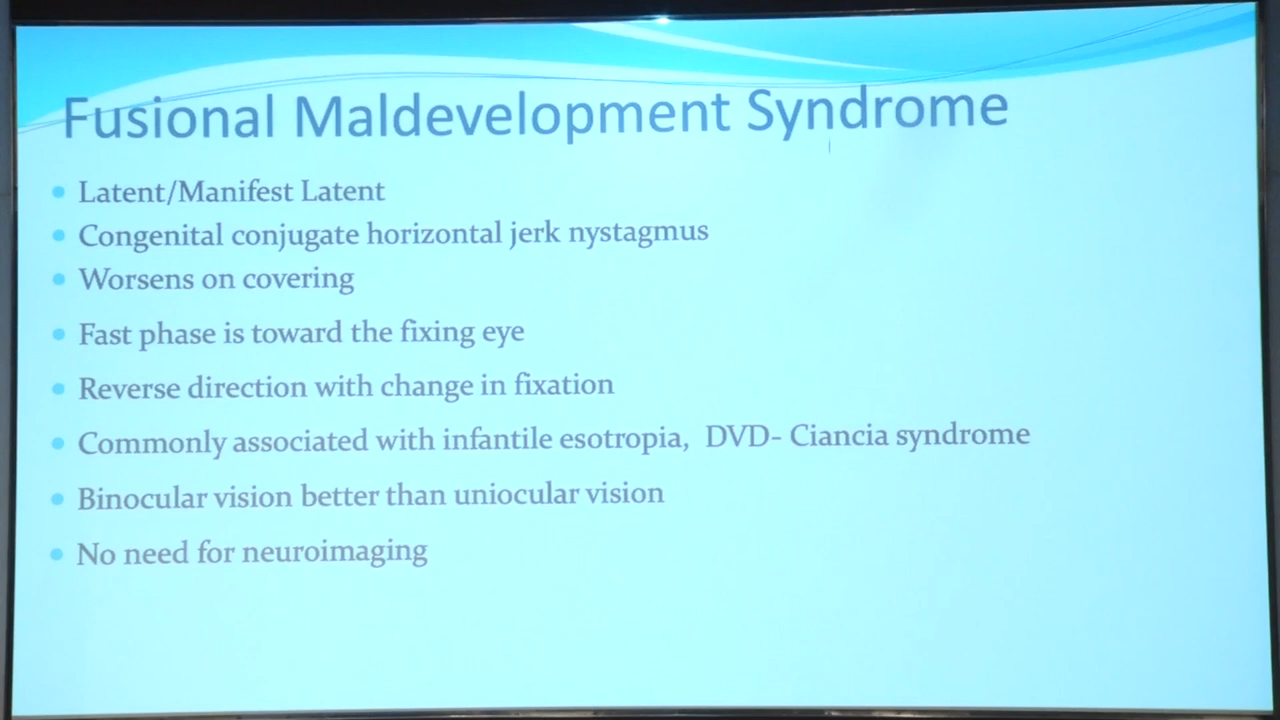 Fusional Maldevelopment Syndrome
Latent/Manifest Latent
Congenital conjugate horizontal jerk nystagmus
Worsens on covering
Fast phase is toward the fixing eye
Reverse direction with change in fixation
Commonly associated with infantile esotropia, DVD- Ciancia syndrome
Binocular vision better than uniocular vision
No need for neuroimaging